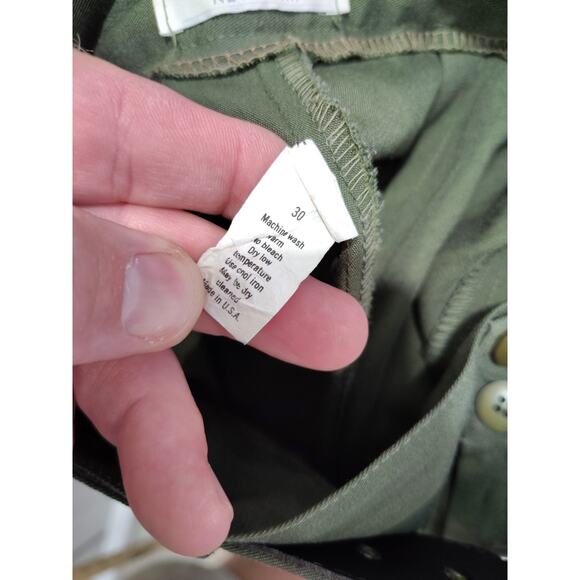 30
Machine wash
warm
No bleach
Dry low
temperature
Use cool iron
May be dry
cleaned
Made in U.S.A.